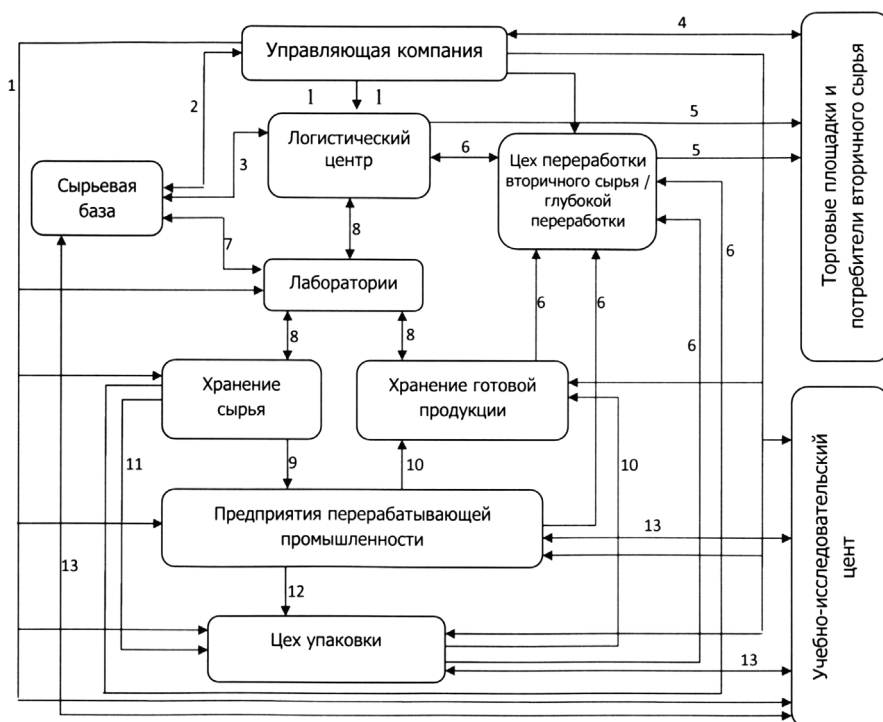 Управляющая компания
4
1
1
1
2
5
3
Логистический
центр
6
5
Цех переработки
вторичного сырья /
глубокой
переработки
Сырьевая
база
7
8
6
Торговые площадки и
потребители вторичного сырья
Лаборатории
6
6
8
8
6
Хранение
сырья
Хранение готовой
продукции
11
9
10
10
Предприятия перерабатывающей
промышленности
13
13
12
Цех упаковки
13
Учебно-исследовательский
цент